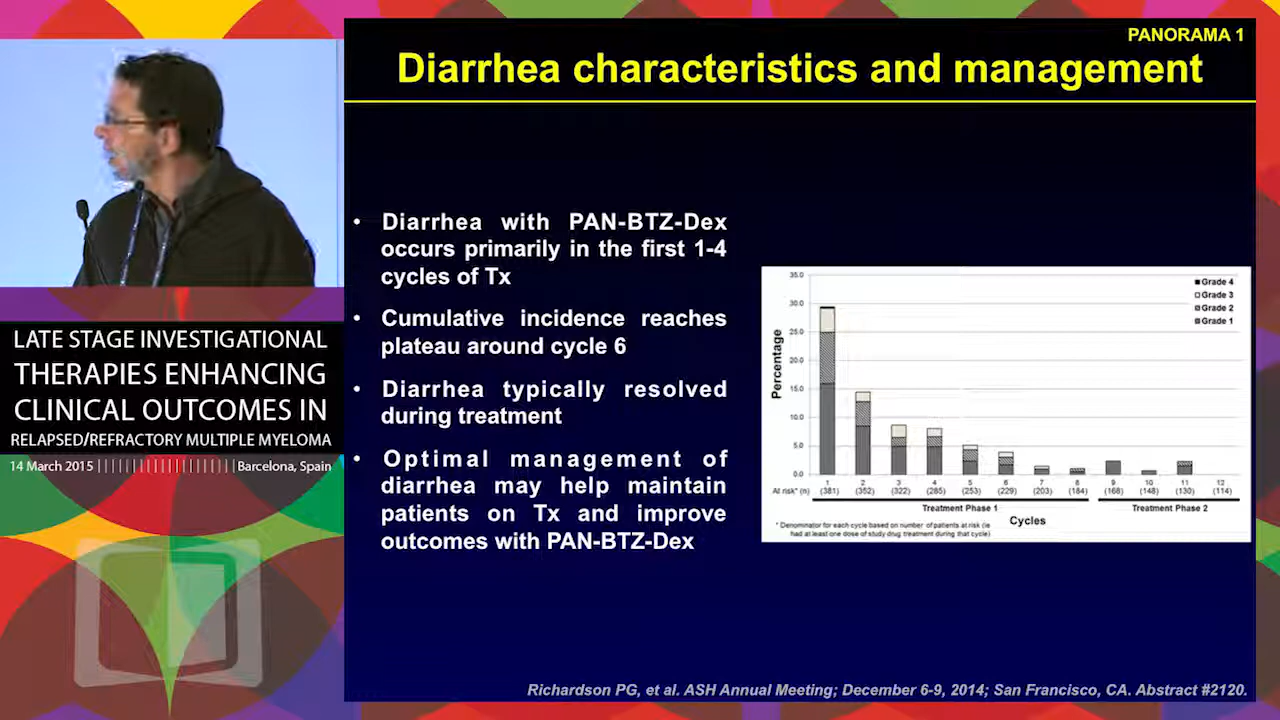 PANORAMA 1
Diarrhea characteristics and management
• Diarrhea with PAN-BTZ-Dex
occurs primarily in the first 1-4
cycles of Tx
• Cumulative incidence reaches
plateau around cycle 6
• Diarrhea typically resolved
during treatment
• Optimal management of
diarrhea may help maintain
patients on Tx and improve
outcomes with PAN-BTZ-Dex
Percentage
35.0
30.0
25.0
20.0
15.0
10.0
5.0
0.0
Grade 4
Grade 3
Grade 2
Grade 1
1 2 3 4 5 6 7 8 9 10 11 12
At risk* (n) (381) (352) (322) (285) (253) (229) (203) (184) (168) (148) (130) (114)
Treatment Phase 1 Treatment Phase 2
Cycles
* Denominator for each cycle based on number of patients at risk (ie
had at least one dose of study drug treatment during that cycle)
Richardson PG, et al. ASH Annual Meeting; December 6-9, 2014; San Francisco, CA. Abstract #2120.
LATE STAGE INVESTIGATIONAL
THERAPIES ENHANCING
CLINICAL OUTCOMES IN
RELAPSED/REFRACTORY MULTIPLE MYELOMA
14 March 2015 Barcelona, Spain